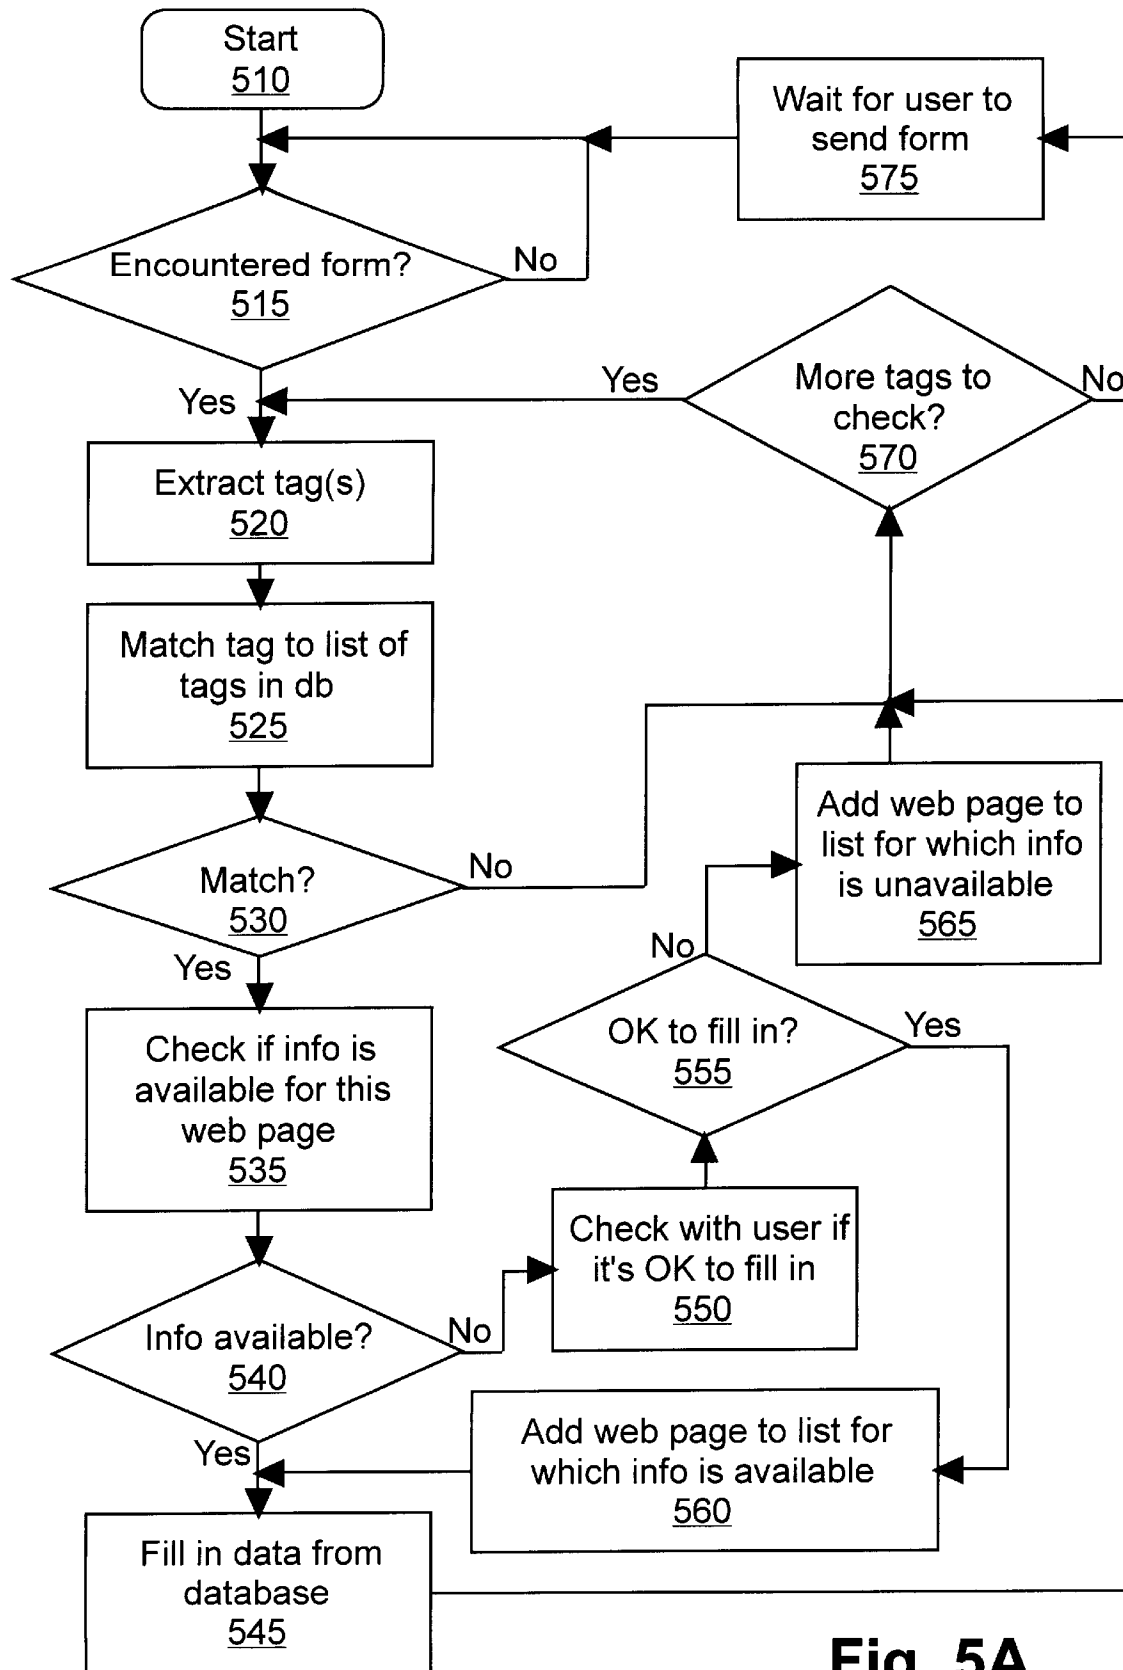 Start
510
Wait for user to
send form
575
Encountered form?
515
No
Yes
Yes
More tags to
check?
570
No
Extract tag(s)
520
Match tag to list of
tags in db
525
Match?
530
No
Yes
Add web page to
list for which info
is unavailable
565
No
OK to fill in?
555
Yes
Check if info is
available for this
web page
535
Check with user if
it's OK to fill in
550
Info available?
540
No
Yes
Add web page to list for
which info is available
560
Fill in data from
database
545
Fig. 5A